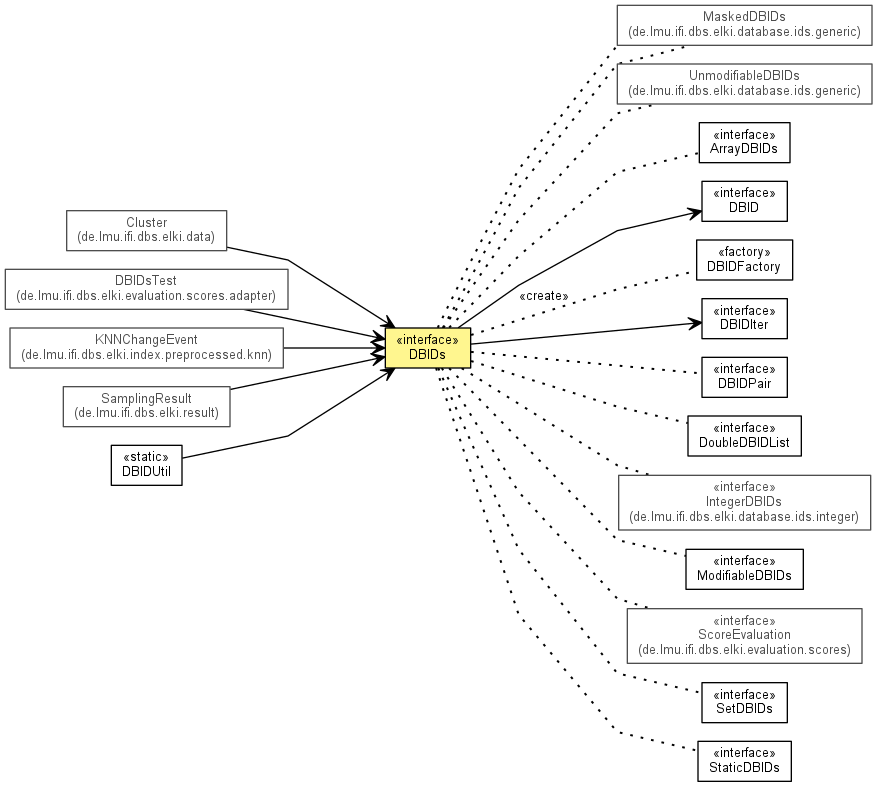 MaskedDBIDs
(de.lmu.ifi.dbs.elki.database.ids.generic)
UnmodifiableDBIDs
(de.lmu.ifi.dbs.elki.database.ids.generic)
«interface»
ArrayDBIDs
«interface»
DBID
Cluster
(de.lmu.ifi.dbs.elki.data)
«factory»
DBIDFactory
DBIDsTest
(de.lmu.ifi.dbs.elki.evaluation.scores.adapter)
«create»
«interface»
DBIDIter
KNNChangeEvent
(de.lmu.ifi.dbs.elki.index.preprocessed.knn)
«interface»
DBIDs
«interface»
DBIDPair
SamplingResult
(de.lmu.ifi.dbs.elki.result)
«interface»
DoubleDBIDList
«static»
DBIDUtil
«interface»
IntegerDBIDs
(de.lmu.ifi.dbs.elki.database.ids.integer)
«interface»
ModifiableDBIDs
«interface»
ScoreEvaluation
(de.lmu.ifi.dbs.elki.evaluation.scores)
«interface»
SetDBIDs
«interface»
StaticDBIDs